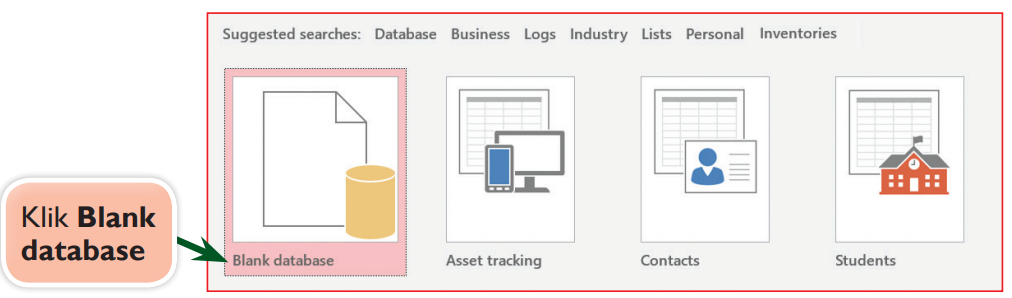 Suggested searches: Database Business Logs Industry Lists Personal Inventories
Klik Blank
database
Blank database
Asset tracking
Contacts
Students